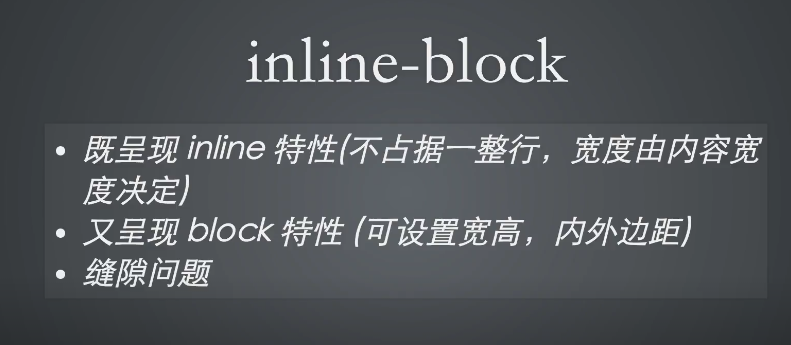 inline-block
• 既呈现 inline 特性(不占据一整行，宽度由内容宽
度决定)
• 又呈现 block 特性 (可设置宽高，内外边距)
• 缝隙问题